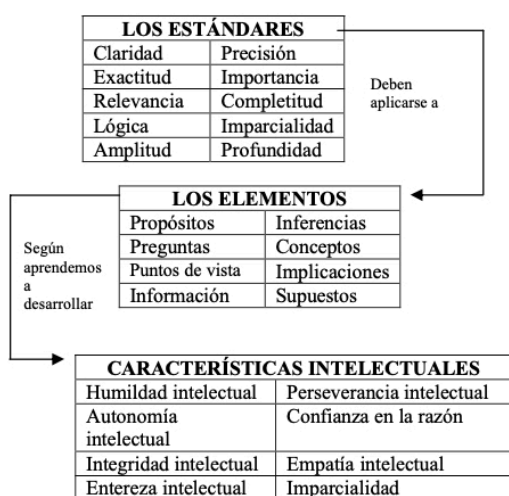 LOS ESTÁNDARES
Claridad Precisión
Exactitud Importancia
Relevancia Completitud
Lógica Imparcialidad
Amplitud Profundidad
Deben
aplicarse a
LOS ELEMENTOS
Propósitos Inferencias
Preguntas Conceptos
Puntos de vista Implicaciones
Información Supuestos
Según
aprendemos
a
desarrollar
CARACTERÍSTICAS INTELECTUALES
Humildad intelectual Perseverancia intelectual
Autonomía Confianza en la razón
intelectual
Integridad intelectual Empatía intelectual
Entereza intelectual Imparcialidad